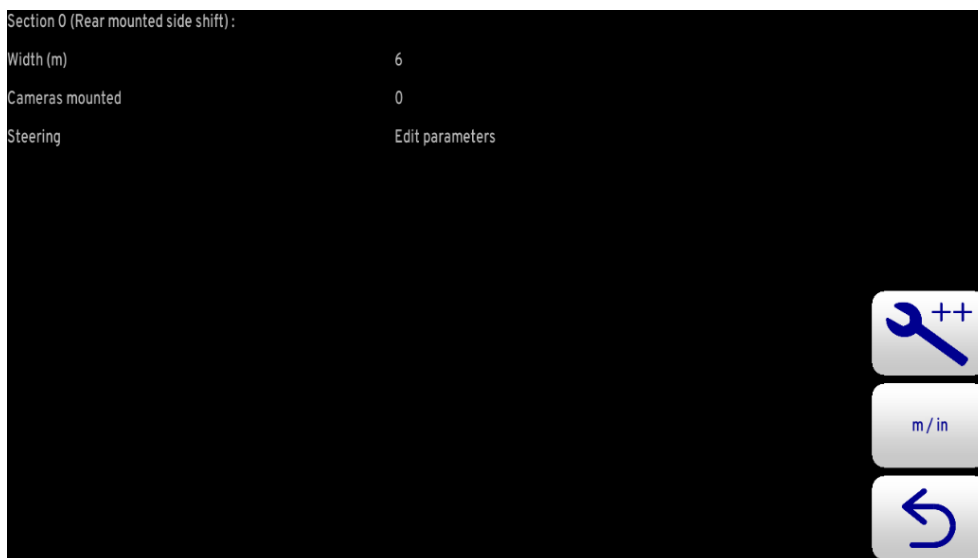 Section 0 (Rear mounted side shift) :
Width (m) 6
Cameras mounted 0
Steering Edit parameters
++
m / in